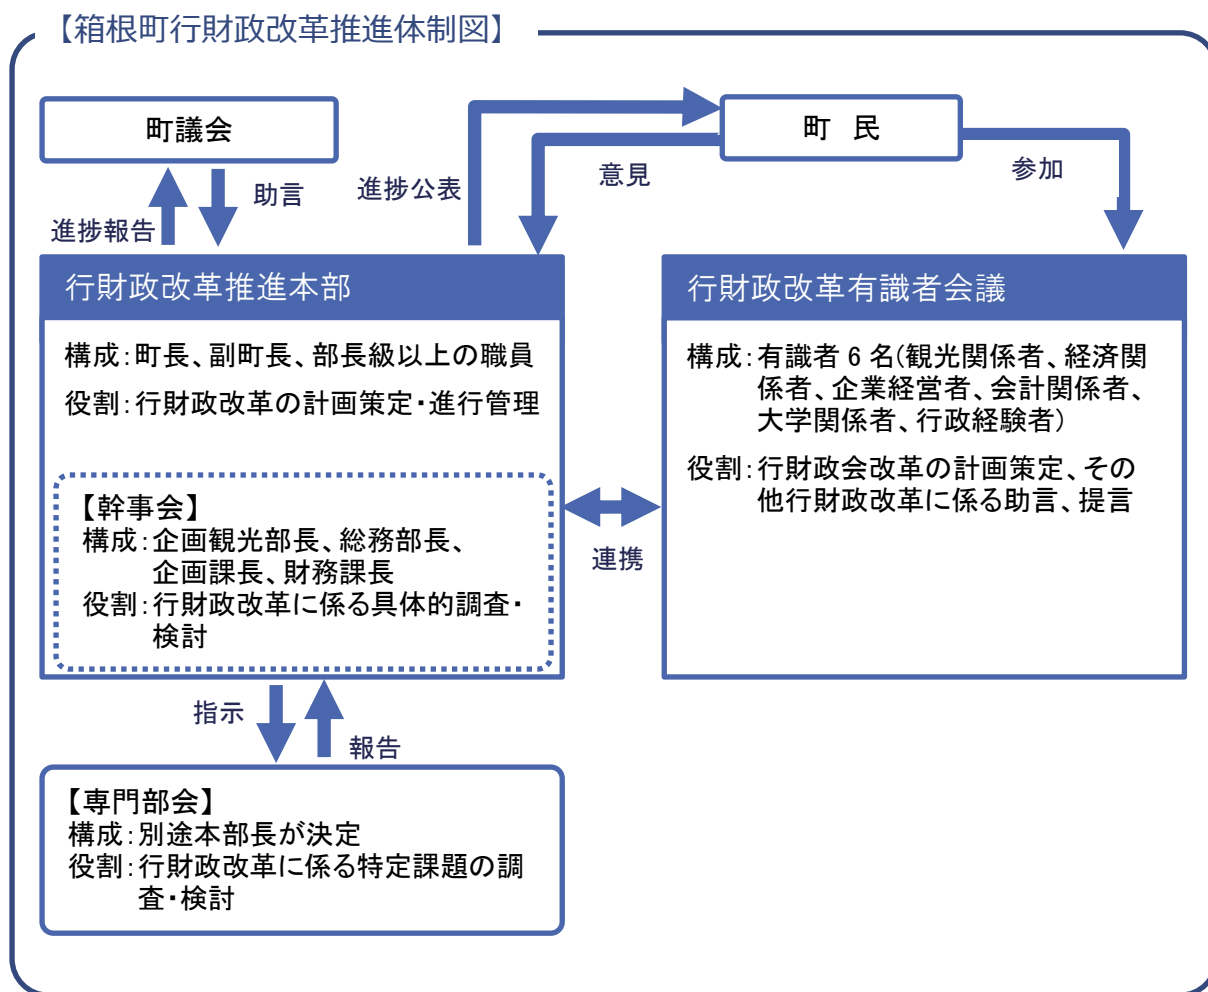 【箱根町行財政改革推進体制図】
町議会
町 民
進捗報告
助言
進捗公表
意見
参加
行財政改革推進本部
構成:町長、副町長、部長級以上の職員
役割:行財政改革の計画策定・進行管理
【幹事会】
構成:企画観光部長、総務部長、
企画課長、財務課長
役割:行財政改革に係る具体的調査・
検討
連携
行財政改革有識者会議
構成:有識者 6 名(観光関係者、経済関
係者、企業経営者、会計関係者、
大学関係者、行政経験者)
役割:行財政会改革の計画策定、その
他行財政改革に係る助言、提言
指示
報告
【専門部会】
構成:別途本部長が決定
役割:行財政改革に係る特定課題の調
査・検討